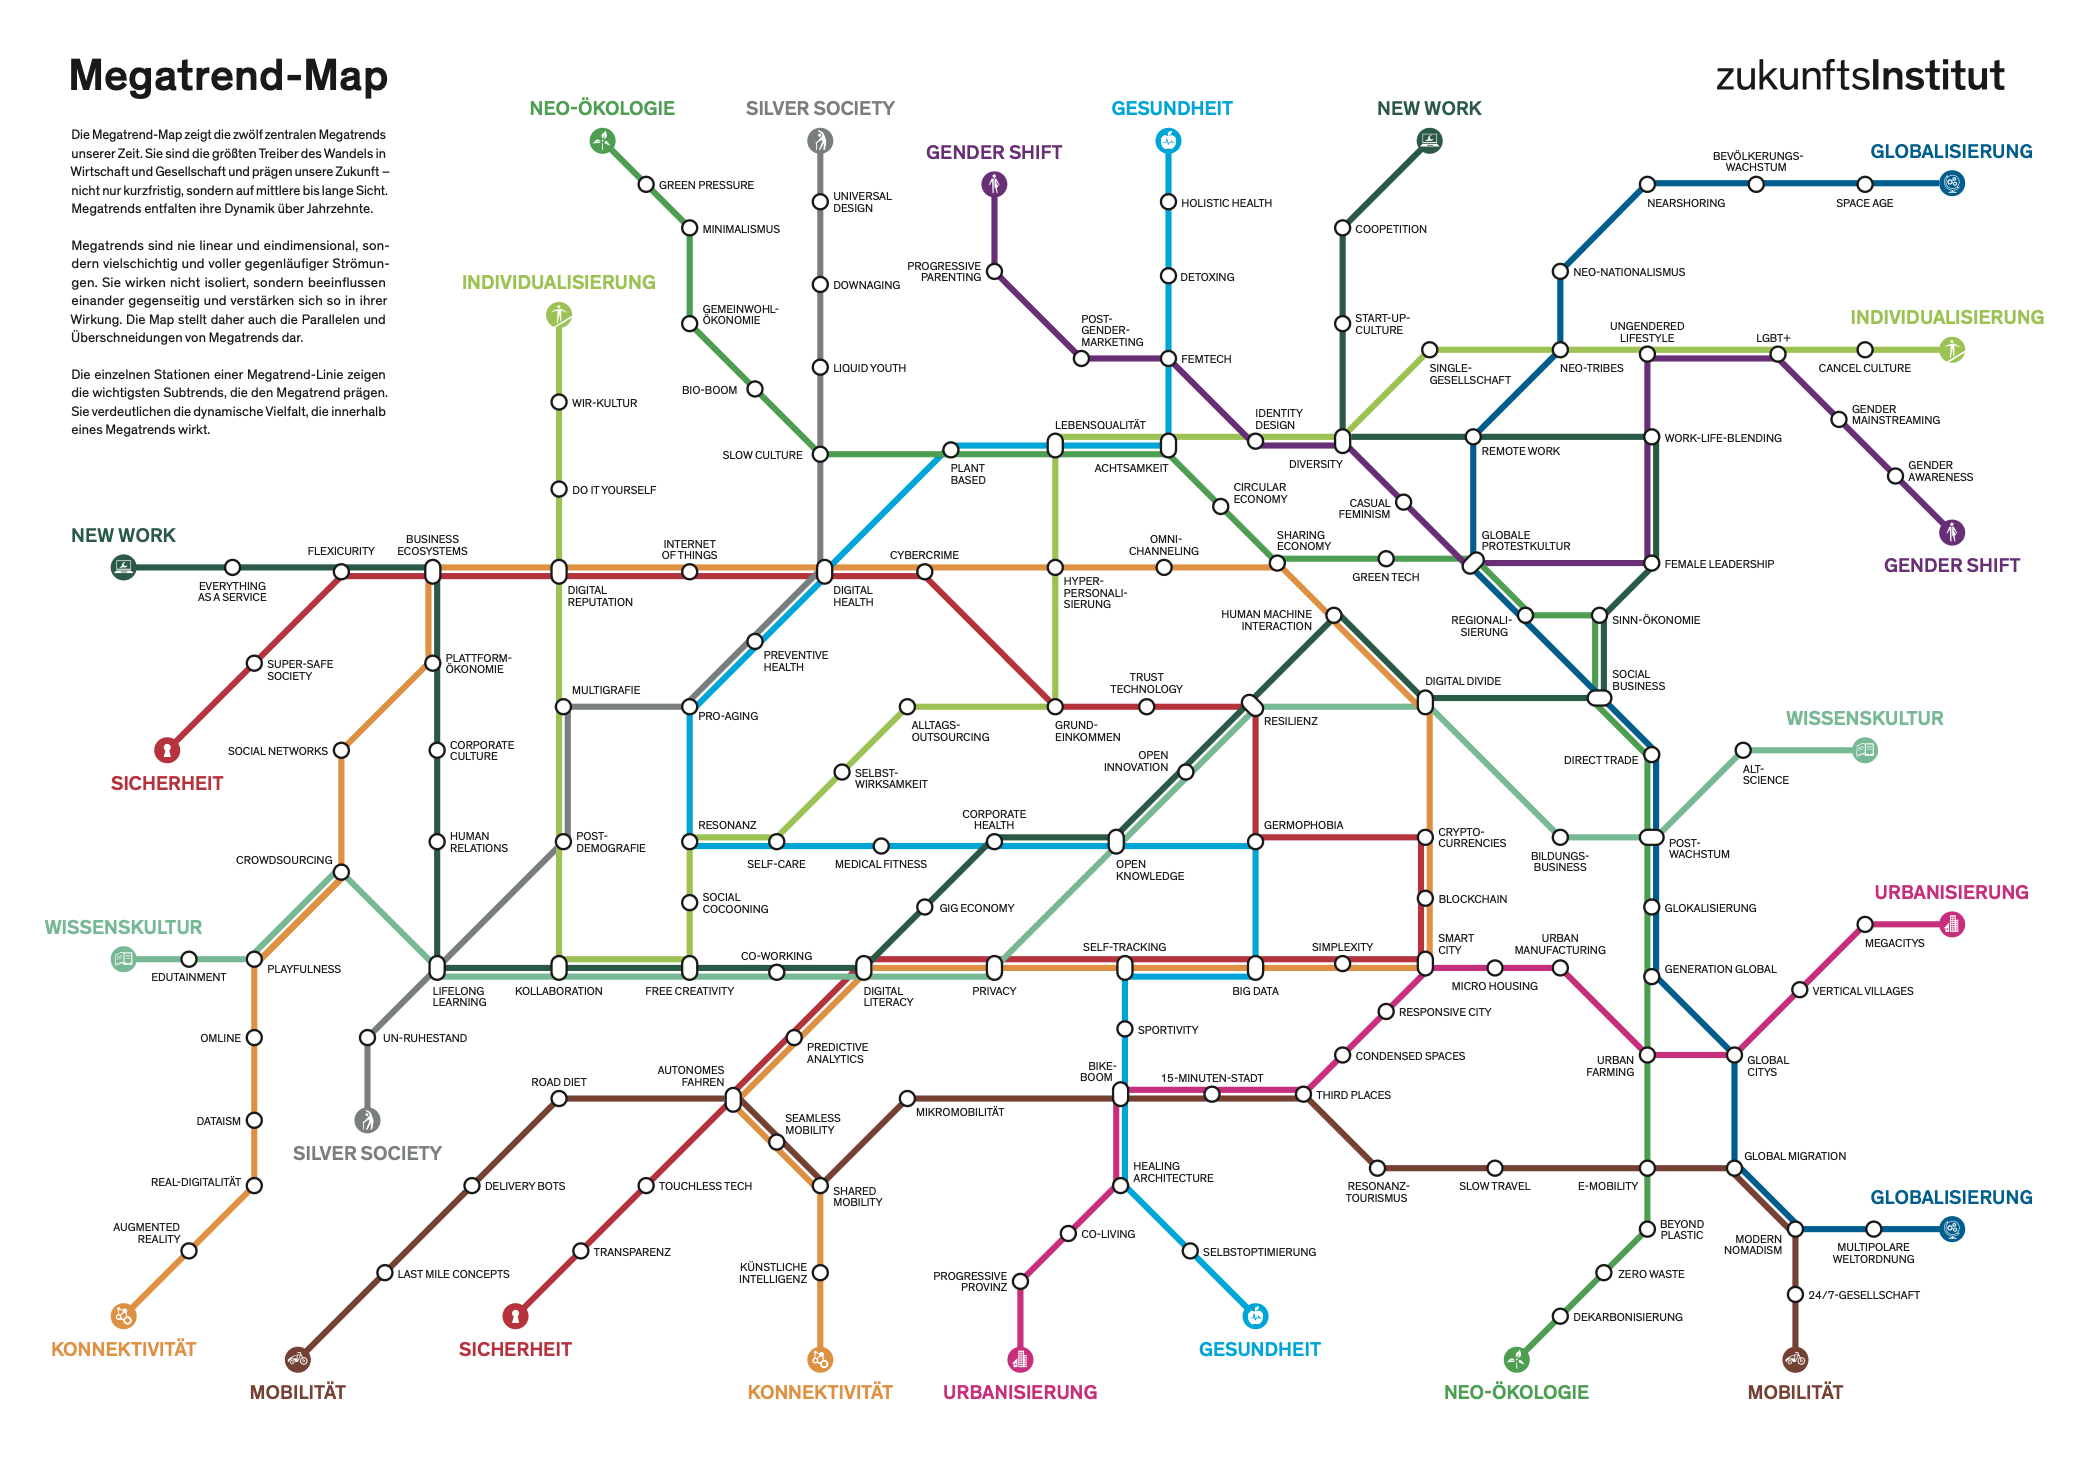 Megatrend-Map
zukunftsInstitut
Die Megatrend-Map zeigt die zwölf zentralen Megatrends
unserer Zeit. Sie sind die größten Treiber des Wandels in
Wirtschaft und Gesellschaft und prägen unsere Zukunft –
nicht nur kurzfristig, sondern auf mittlere bis lange Sicht.
Megatrends entfalten ihre Dynamik über Jahrzehnte.
Megatrends sind nie linear und eindimensional, son-
dern vielschichtig und voller gegenläufiger Strömun-
gen. Sie wirken nicht isoliert, sondern beeinflussen
einander gegenseitig und verstärken sich so in ihrer
Wirkung. Die Map stellt daher auch die Parallelen und
Überschneidungen von Megatrends dar.
Die einzelnen Stationen einer Megatrend-Linie zeigen
die wichtigsten Subtrends, die den Megatrend prägen.
Sie verdeutlichen die dynamische Vielfalt, die innerhalb
eines Megatrends wirkt.
NEO-ÖKOLOGIE
SILVER SOCIETY
GESUNDHEIT
NEW WORK
GENDER SHIFT
GLOBALISIERUNG
BEVÖLKERUNGS-
WACHSTUM
GREEN PRESSURE
UNIVERSAL
DESIGN
HOLISTIC HEALTH
NEARSHORING
SPACE AGE
MINIMALISMUS
COOPETITION
PROGRESSIVE
PARENTING
DETOXING
NEO-NATIONALISMUS
INDIVIDUALISIERUNG
DOWNAGING
GEMEINWOHL-
ÖKONOMIE
POST-
GENDER-
MARKETING
START-UP-
CULTURE
UNGENDERED
LIFESTYLE
LGBT+
INDIVIDUALISIERUNG
LIQUID YOUTH
FEMTECH
SINGLE-
GESELLSCHAFT
NEO-TRIBES
CANCEL CULTURE
BIO-BOOM
WIR-KULTUR
LEBENSQUALITÄT
IDENTITY
DESIGN
GENDER
MAINSTREAMING
SLOW CULTURE
PLANT
BASED
ACHTSAMKEIT
DIVERSITY
REMOTE WORK
WORK-LIFE-BLENDING
DO IT YOURSELF
CIRCULAR
ECONOMY
CASUAL
FEMINISM
GENDER
AWARENESS
NEW WORK
FLEXICURITY
BUSINESS
ECOSYSTEMS
INTERNET
OF THINGS
CYBERCRIME
OMNI-
CHANNELING
SHARING
ECONOMY
GLOBALE
PROTESTKULTUR
FEMALE LEADERSHIP
GENDER SHIFT
EVERYTHING
AS A SERVICE
DIGITAL
REPUTATION
DIGITAL
HEALTH
HYPER-
PERSONALI-
SIERUNG
GREEN TECH
HUMAN MACHINE
INTERACTION
REGIONALI-
SIERUNG
SINN-ÖKONOMIE
SUPER-SAFE
SOCIETY
PLATTFORM-
ÖKONOMIE
PREVENTIVE
HEALTH
MULTIGRAFIE
PRO-AGING
TRUST
TECHNOLOGY
DIGITAL DIVIDE
SOCIAL
BUSINESS
ALLTAGS-
OUTSOURCING
GRUND-
EINKOMMEN
RESILIENZ
WISSENSKULTUR
SICHERHEIT
SOCIAL NETWORKS
CORPORATE
CULTURE
SELBST-
WIRKSAMKEIT
OPEN
INNOVATION
DIRECT TRADE
ALT-
SCIENCE
HUMAN
RELATIONS
POST-
DEMOGRAFIE
RESONANZ
SELF-CARE
MEDICAL FITNESS
CORPORATE
HEALTH
OPEN
KNOWLEDGE
GERMOPHOBIA
CRYPTO-
CURRENCIES
BILDUNGS-
BUSINESS
POST-
WACHSTUM
CROWDSOURCING
SOCIAL
COCOONING
GIG ECONOMY
BLOCKCHAIN
GLOKALISIERUNG
URBANISIERUNG
WISSENSKULTUR
EDUTAINMENT
PLAYFULNESS
LIFELONG
LEARNING
KOLLABORATION
FREE CREATIVITY
CO-WORKING
DIGITAL
LITERACY
PRIVACY
SELF-TRACKING
BIG DATA
SIMPLEXITY
SMART
CITY
URBAN
MANUFACTURING
MICRO HOUSING
GENERATION GLOBAL
MEGACITYS
VERTICAL VILLAGES
OMLINE
UN-RUHESTAND
PREDICTIVE
ANALYTICS
SPORTIVITY
RESPONSIVE CITY
CONDENSED SPACES
URBAN
FARMING
GLOBAL
CITYS
ROAD DIET
AUTONOMES
FAHREN
BIKE-
BOOM
15-MINUTEN-STADT
THIRD PLACES
MIKROMOBILITÄT
DATAISM
SEAMLESS
MOBILITY
SILVER SOCIETY
REAL-DIGITALITÄT
DELIVERY BOTS
TOUCHLESS TECH
SHARED
MOBILITY
HEALING
ARCHITECTURE
RESONANZ-
TOURISMUS
SLOW TRAVEL
E-MOBILITY
GLOBAL MIGRATION
GLOBALISIERUNG
AUGMENTED
REALITY
TRANSPARENZ
CO-LIVING
SELBSTOPTIMIERUNG
BEYOND
PLASTIC
MODERN
NOMADISM
MULTIPOLARE
WELTORDNUNG
LAST MILE CONCEPTS
KÜNSTLICHE
INTELLIGENZ
PROGRESSIVE
PROVINZ
ZERO WASTE
24/7-GESELLSCHAFT
DEKARBONISIERUNG
KONNEKTIVITÄT
SICHERHEIT
GESUNDHEIT
MOBILITÄT
KONNEKTIVITÄT
URBANISIERUNG
NEO-ÖKOLOGIE
MOBILITÄT